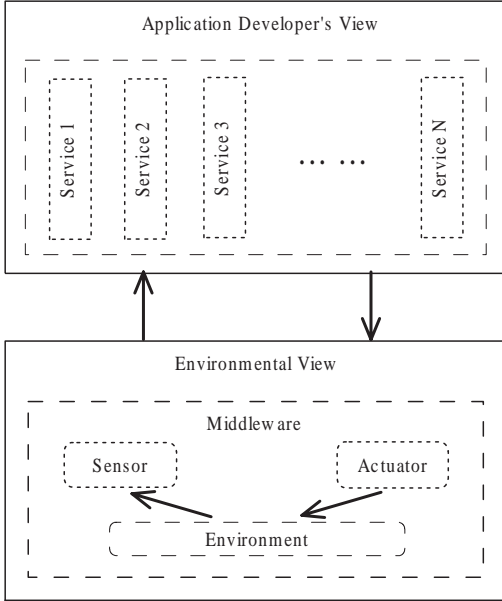 Application Developer's View
Service 1
Service 2
Service 3
... ...
Service N
Environmental View
Middleware
Sensor
Actuator
Environment